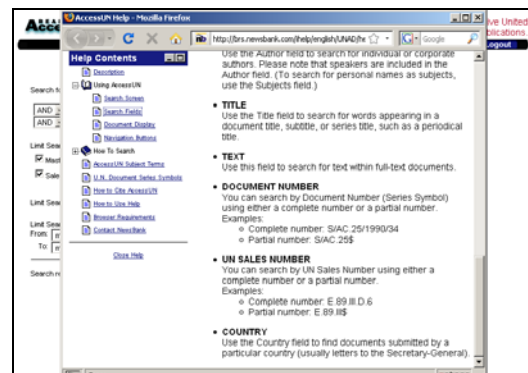 AccessUN Help - Mozilla Firefox
ve United
blications.
ogout
http://brs.newsbank.com/help/english/UNAD/he
Google
Help Contents
Description
Using AccessUN
Search Screen
Search Fields
Document Display
Navigation Buttons
How To Search
AccessUN Subject Terms
U.N. Document Series Symbols
How to Cite AccessUN
How to Use Help
Browser Requirements
Contact NewsBank
Close Help
Acce
Search fo
AND
AND
Limit Sear
Mast
Sale
Limit Sear
Limit Sear
From: m
To: m
Search re
Use the Author field to search for individual or corporate
authors. Please note that speakers are included in the
Author field. (To search for personal names as subjects,
use the Subjects field.)
• TITLE
Use the Title field to search for words appearing in a
document title, subtitle, or series title, such as a periodical
title.
• TEXT
Use this field to search for text within full-text documents.
• DOCUMENT NUMBER
You can search by Document Number (Series Symbol)
using either a complete number or a partial number.
Examples:
Complete number: S/AC.25/1990/34
Partial number: S/AC.25$
• UN SALES NUMBER
You can search by UN Sales Number using either a
complete number or a partial number.
Examples:
Complete number: E.89.III.D.6
Partial number: E.89.III$
• COUNTRY
Use the Country field to find documents submitted by a
particular country (usually letters to the Secretary-General).